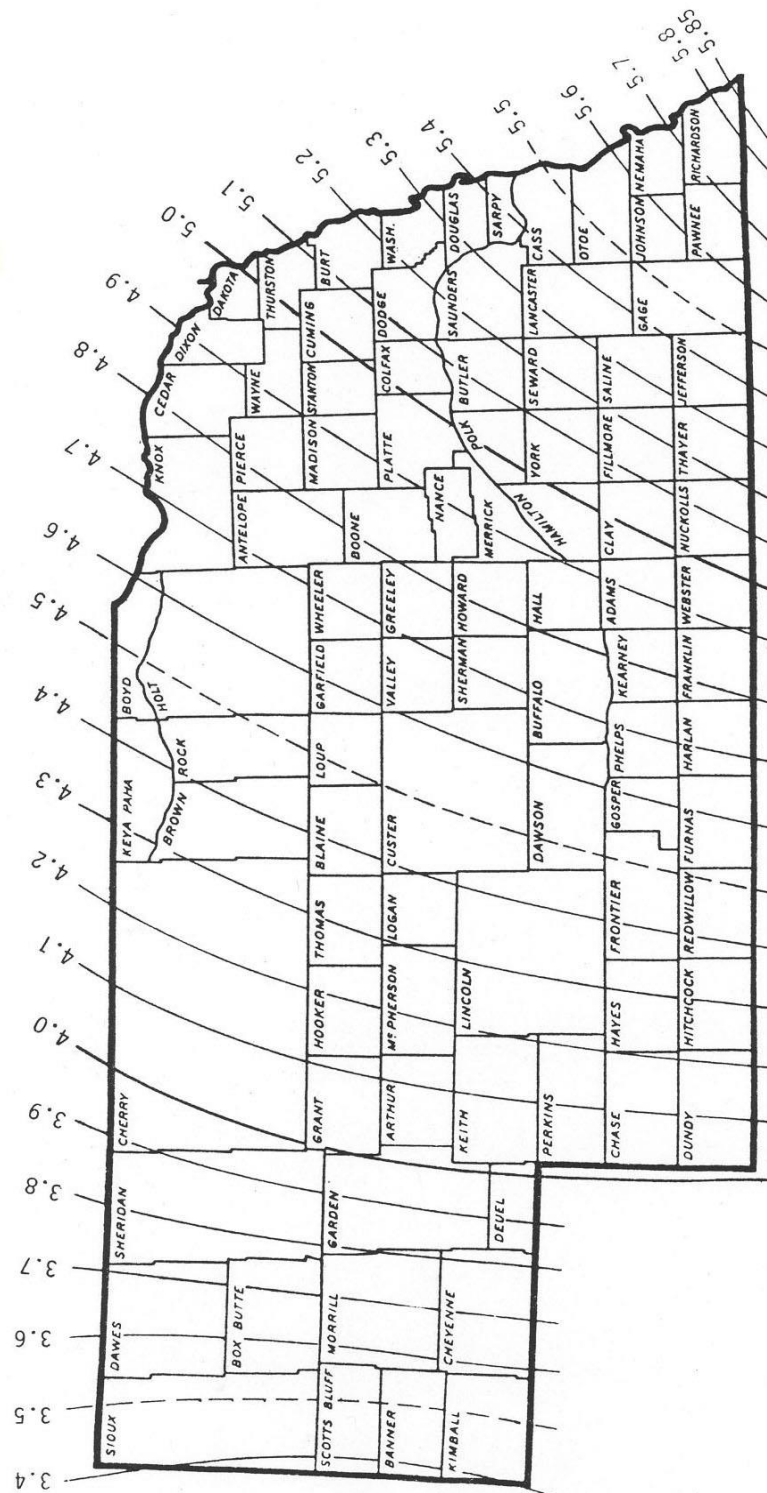 3.4
3.5
3.6
3.7
3.8
3.9
4.0
4.1
4.2
4.3
4.4
4.5
4.6
4.7
4.8
4.9
5.0
5.1
5.2
5.3
5.4
5.5
5.6
5.7
5.8
5.85
SIOUX
DAWES
SHERIDAN
CHERRY
KEYA PAHA
BOYD
BROWN
ROCK
HOLT
KNOX
CEDAR
DIXON
DAKOTA
BOX BUTTE
ANTELOPE
PIERCE
WAYNE
THURSTON
SCOTTS BLUFF
MORRILL
GARDEN
GRANT
HOOKER
THOMAS
BLAINE
LOUP
GARFIELD
WHEELER
BOONE
MADISON
STANTON
CUMING
BURT
BANNER
ARTHUR
McPHERSON
LOGAN
CUSTER
VALLEY
GREELEY
NANCE
PLATTE
COLFAX
DODGE
WASH.
KIMBALL
CHEYENNE
DEUEL
KEITH
LINCOLN
SHERMAN
HOWARD
MERRICK
POLK
BUTLER
SAUNDERS
DOUGLAS
SARPY
PERKINS
DAWSON
BUFFALO
HALL
HAMILTON
YORK
SEWARD
LANCASTER
CASS
OTOE
CHASE
HAYES
FRONTIER
GOSPER
PHELPS
KEARNEY
ADAMS
CLAY
FILLMORE
SALINE
GAGE
JOHNSON
NEMAHA
DUNDY
HITCHCOCK
REDWILLOW
FURNAS
HARLAN
FRANKLIN
WEBSTER
NUCKOLLS
THAYER
JEFFERSON
PAWNEE
RICHARDSON